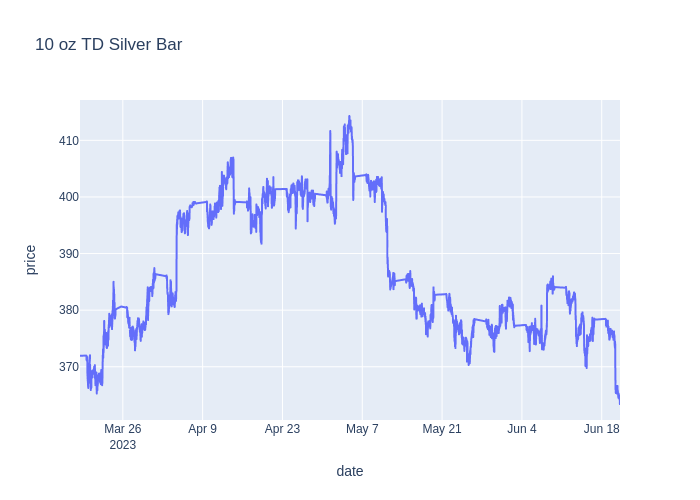 10 oz TD Silver Bar
price
410
400
390
380
370
Mar 26
2023
Apr 9
Apr 23
May 7
May 21
Jun 4
Jun 18
date